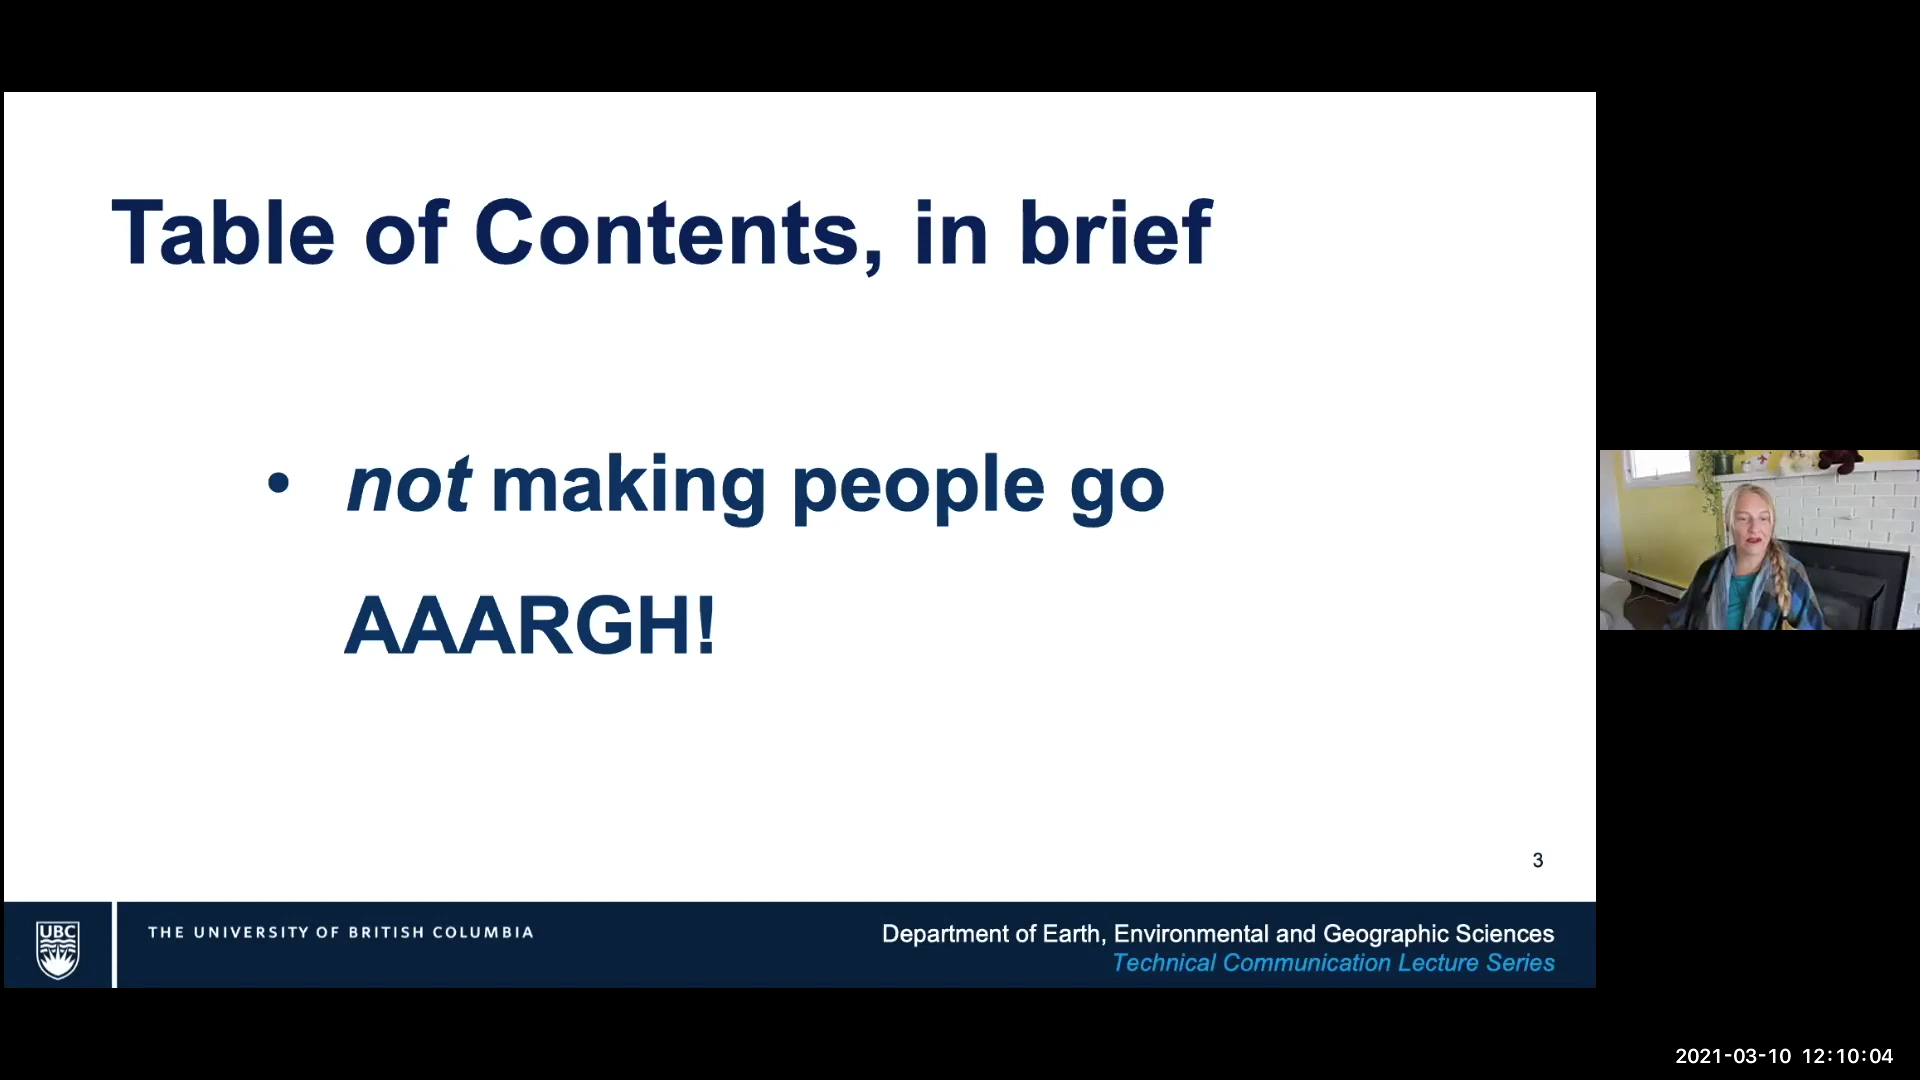 Table of Contents, in brief
• not making people go
AAARGH!
3
UBC
THE UNIVERSITY OF BRITISH COLUMBIA
Department of Earth, Environmental and Geographic Sciences
Technical Communication Lecture Series
2021-03-10 12:10:04